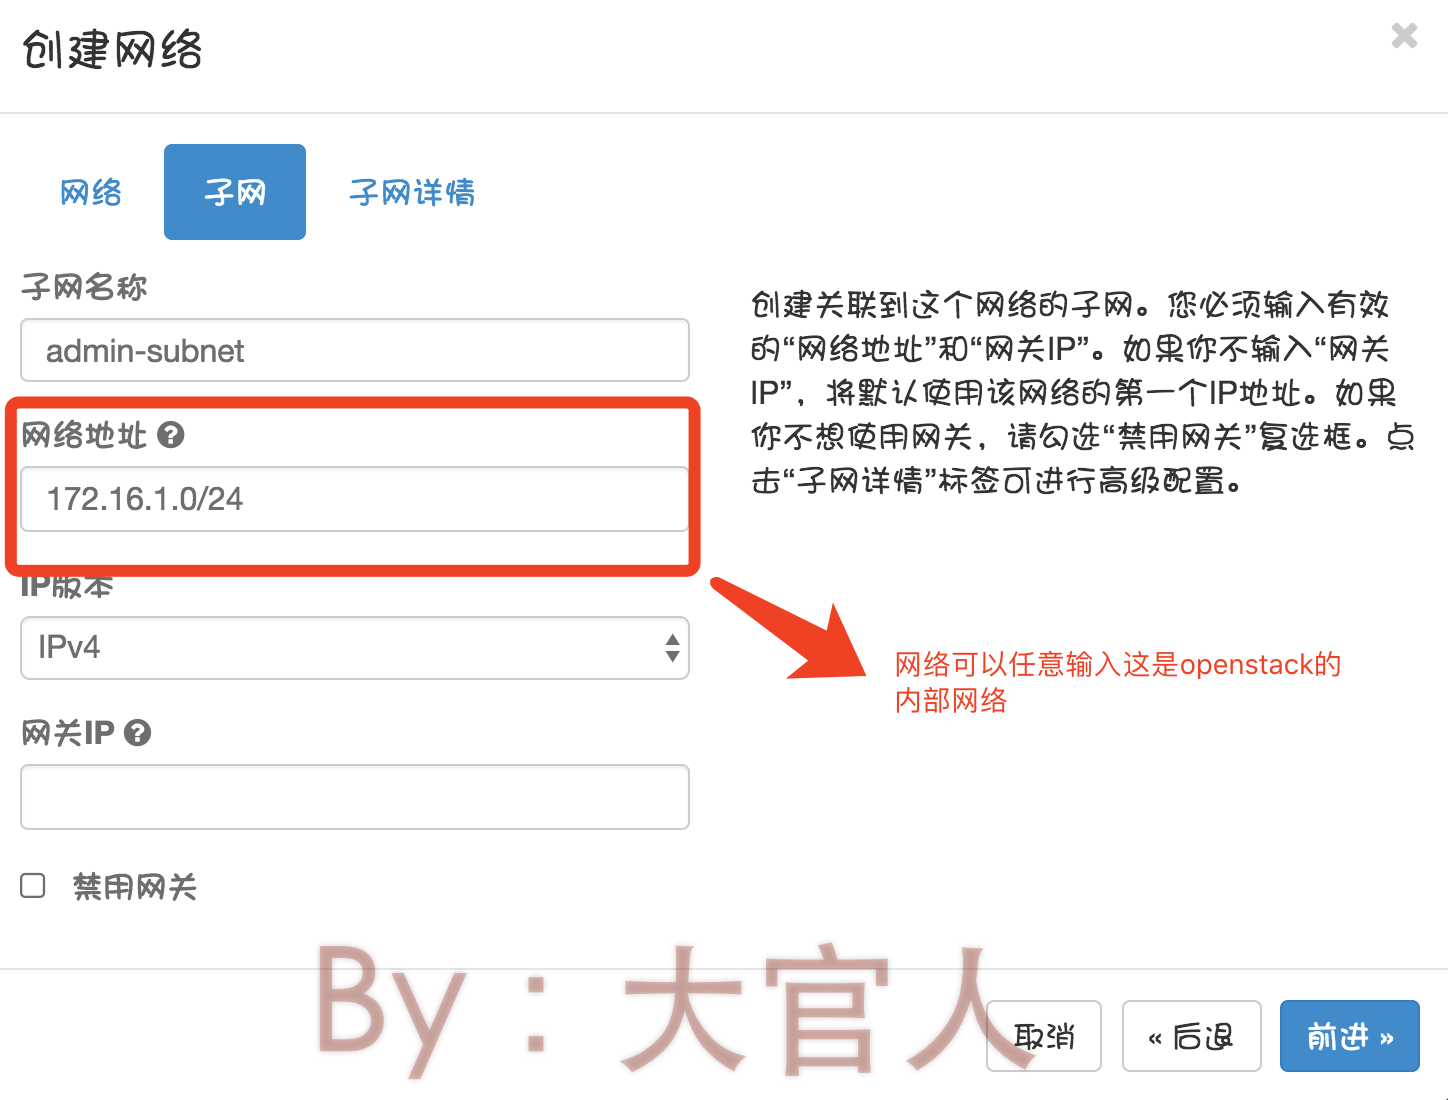 创建网络
网络
子网
子网详情
子网名称
admin-subnet
网络地址
172.16.1.0/24
IP版本
IPv4
网关IP
禁用网关
创建关联到这个网络的子网。您必须输入有效
的“网络地址”和“网关IP”。如果你不输入“网关
IP”，将默认使用该网络的第一个IP地址。如果
你不想使用网关，请勾选“禁用网关”复选框。点
击“子网详情”标签可进行高级配置。
网络可以任意输入这是openstack的
内部网络
By：大官人
取消
« 后退
前进 »